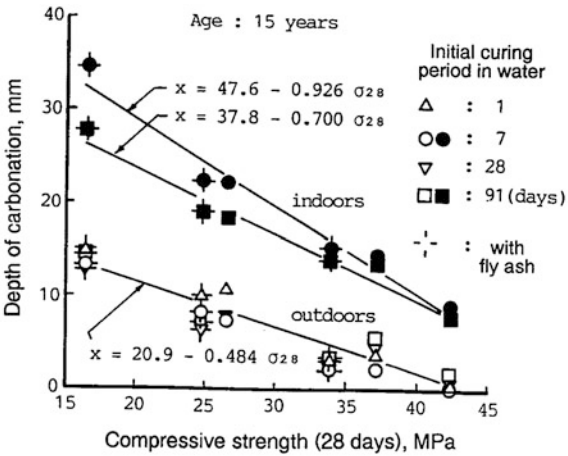 Age : 15 years
Initial curing
period in water
△ : 1
○● : 7
▽ : 28
□■ : 91 (days)
: with
fly ash
x = 47.6 - 0.926 σ28
x = 37.8 - 0.700 σ28
indoors
outdoors
x = 20.9 - 0.484 σ28
Depth of carbonation, mm
40
30
20
10
0
15
20
25
30
35
40
45
Compressive strength (28 days), MPa